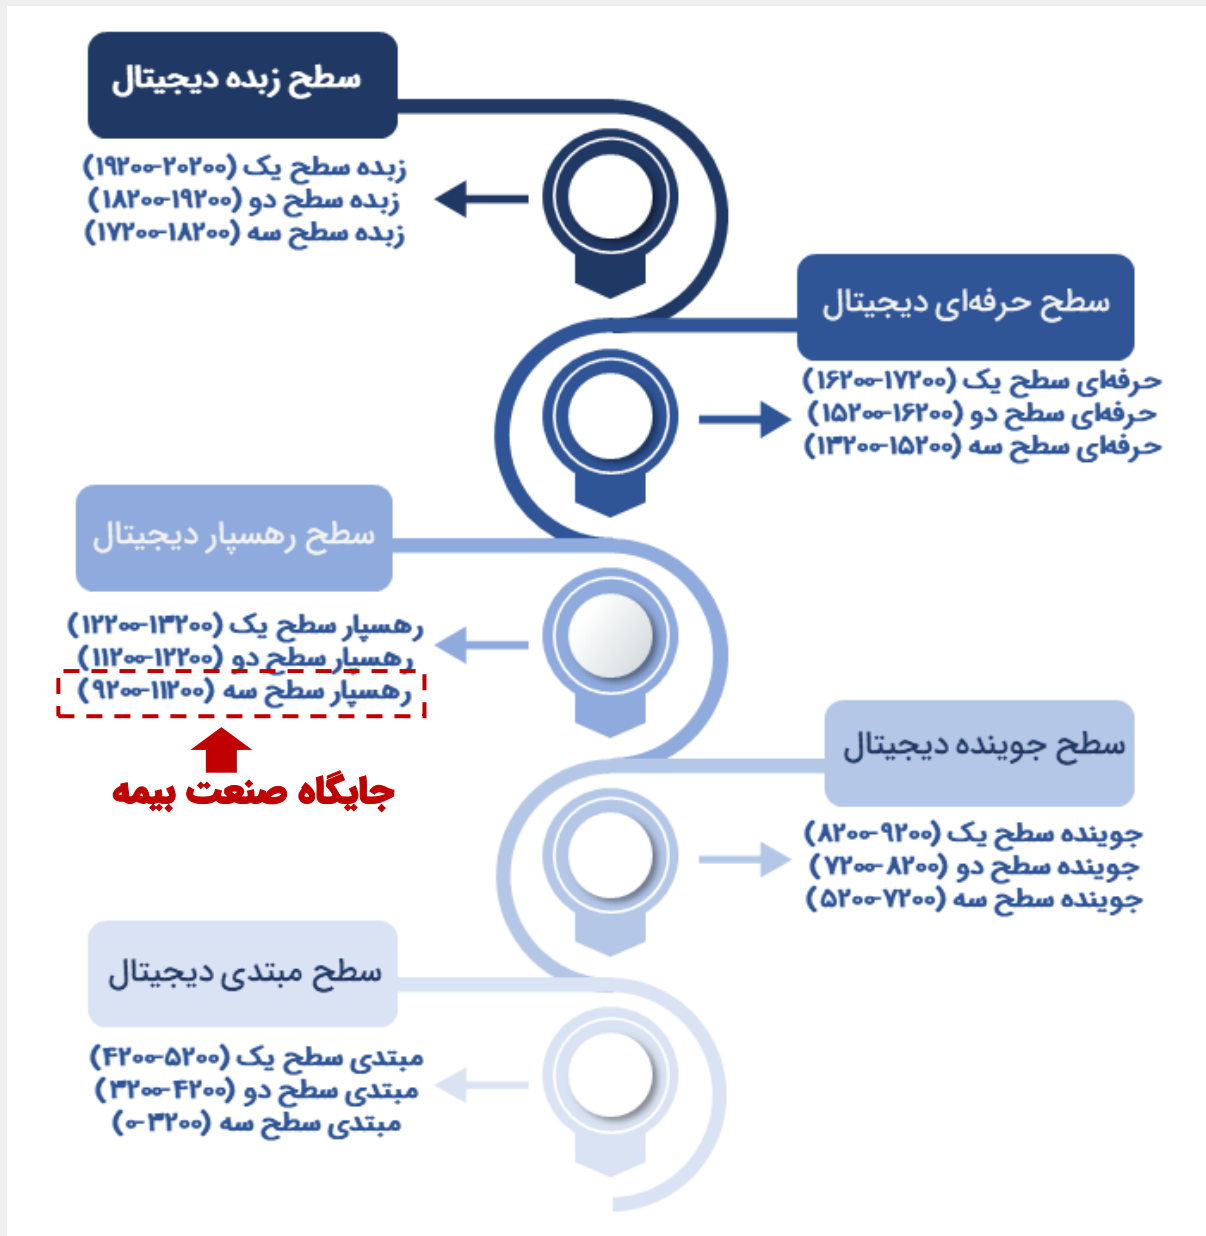 سطح زبده دیجیتال
زبده سطح یک (۲۰۲۰۰-۱۹۲۰۰)
زبده سطح دو (۱۹۲۰۰-۱۸۲۰۰)
زبده سطح سه (۱۸۲۰۰-۱۷۲۰۰)
سطح حرفه‌ای دیجیتال
حرفه‌ای سطح یک (۱۷۲۰۰-۱۶۲۰۰)
حرفه‌ای سطح دو (۱۶۲۰۰-۱۵۲۰۰)
حرفه‌ای سطح سه (۱۵۲۰۰-۱۳۲۰۰)
سطح رهسپار دیجیتال
رهسپار سطح یک (۱۳۲۰۰-۱۲۲۰۰)
رهسپار سطح دو (۱۲۲۰۰-۱۱۲۰۰)
رهسپار سطح سه (۱۱۲۰۰-۹۲۰۰)
جایگاه صنعت بیمه
سطح جوینده دیجیتال
جوینده سطح یک (۹۲۰۰-۸۲۰۰)
جوینده سطح دو (۸۲۰۰-۷۲۰۰)
جوینده سطح سه (۷۲۰۰-۵۲۰۰)
سطح مبتدی دیجیتال
مبتدی سطح یک (۵۲۰۰-۴۲۰۰)
مبتدی سطح دو (۴۲۰۰-۳۲۰۰)
مبتدی سطح سه (۳۲۰۰-۰)